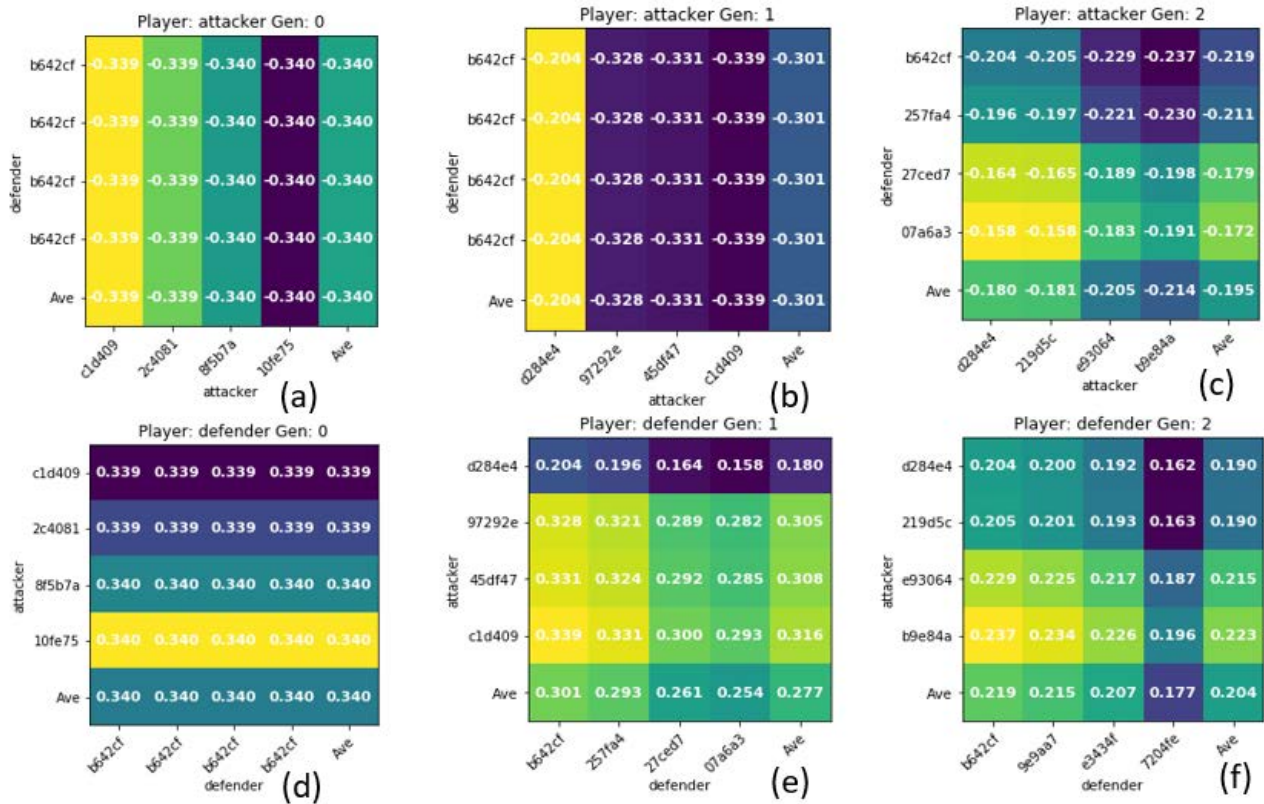 Player: attacker Gen: 0
b642cf -0.339 -0.339 -0.340 -0.340 -0.340
b642cf -0.339 -0.339 -0.340 -0.340 -0.340
b642cf -0.339 -0.339 -0.340 -0.340 -0.340
b642cf -0.339 -0.339 -0.340 -0.340 -0.340
Ave -0.339 -0.339 -0.340 -0.340 -0.340
defender
c1d409 2c4081 8f5b7a 10fe75 Ave
attacker
(a)
Player: attacker Gen: 1
b642cf -0.204 -0.328 -0.331 -0.339 -0.301
b642cf -0.204 -0.328 -0.331 -0.339 -0.301
b642cf -0.204 -0.328 -0.331 -0.339 -0.301
b642cf -0.204 -0.328 -0.331 -0.339 -0.301
Ave -0.204 -0.328 -0.331 -0.339 -0.301
defender
d284e4 97292e 45df47 c1d409 Ave
attacker
(b)
Player: attacker Gen: 2
b642cf -0.204 -0.205 -0.229 -0.237 -0.219
257fa4 -0.196 -0.197 -0.221 -0.230 -0.211
27ced7 -0.164 -0.165 -0.189 -0.198 -0.179
07a6a3 -0.158 -0.158 -0.183 -0.191 -0.172
Ave -0.180 -0.181 -0.205 -0.214 -0.195
defender
d284e4 219d5c e93064 b9e84a Ave
attacker
(c)
Player: defender Gen: 0
c1d409 0.339 0.339 0.339 0.339 0.339
2c4081 0.339 0.339 0.339 0.339 0.339
8f5b7a 0.340 0.340 0.340 0.340 0.340
10fe75 0.340 0.340 0.340 0.340 0.340
Ave 0.340 0.340 0.340 0.340 0.340
attacker
b642cf b642cf b642cf b642cf Ave
defender
(d)
Player: defender Gen: 1
d284e4 0.204 0.196 0.164 0.158 0.180
97292e 0.328 0.321 0.289 0.282 0.305
45df47 0.331 0.324 0.292 0.285 0.308
c1d409 0.339 0.331 0.300 0.293 0.316
Ave 0.301 0.293 0.261 0.254 0.277
attacker
b642cf 257fa4 27ced7 07a6a3 Ave
defender
(e)
Player: defender Gen: 2
d284e4 0.204 0.200 0.192 0.162 0.190
219d5c 0.205 0.201 0.193 0.163 0.190
e93064 0.229 0.225 0.217 0.187 0.215
b9e84a 0.237 0.234 0.226 0.196 0.223
Ave 0.219 0.215 0.207 0.177 0.204
attacker
b642cf 9e9aa7 e3434f 7204fe Ave
defender
(f)